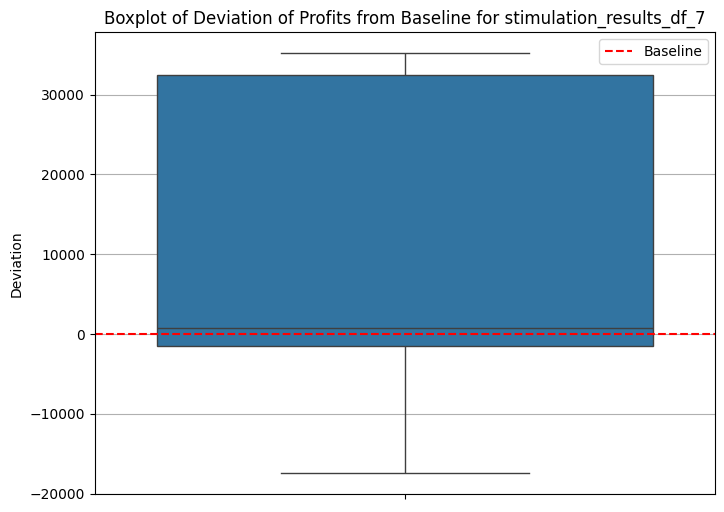 Boxplot of Deviation of Profits from Baseline for stimulation_results_df_7
Baseline
30000
20000
10000
0
−10000
−20000
Deviation